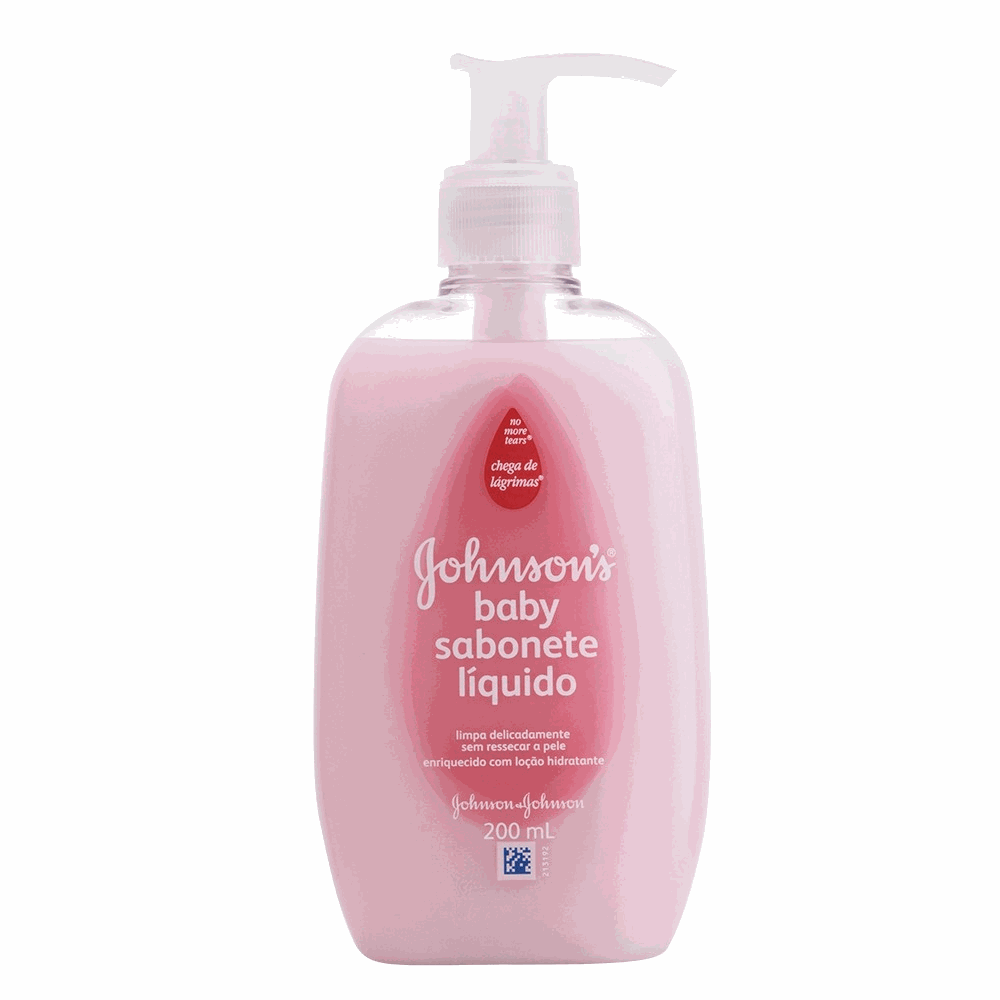 no
more
tears®
chega de
lágrimas®
Johnson's®
baby
sabonete
líquido
limpa delicadamente
sem ressecar a pele
enriquecido com loção hidratante
Johnson+Johnson
200 mL
213192